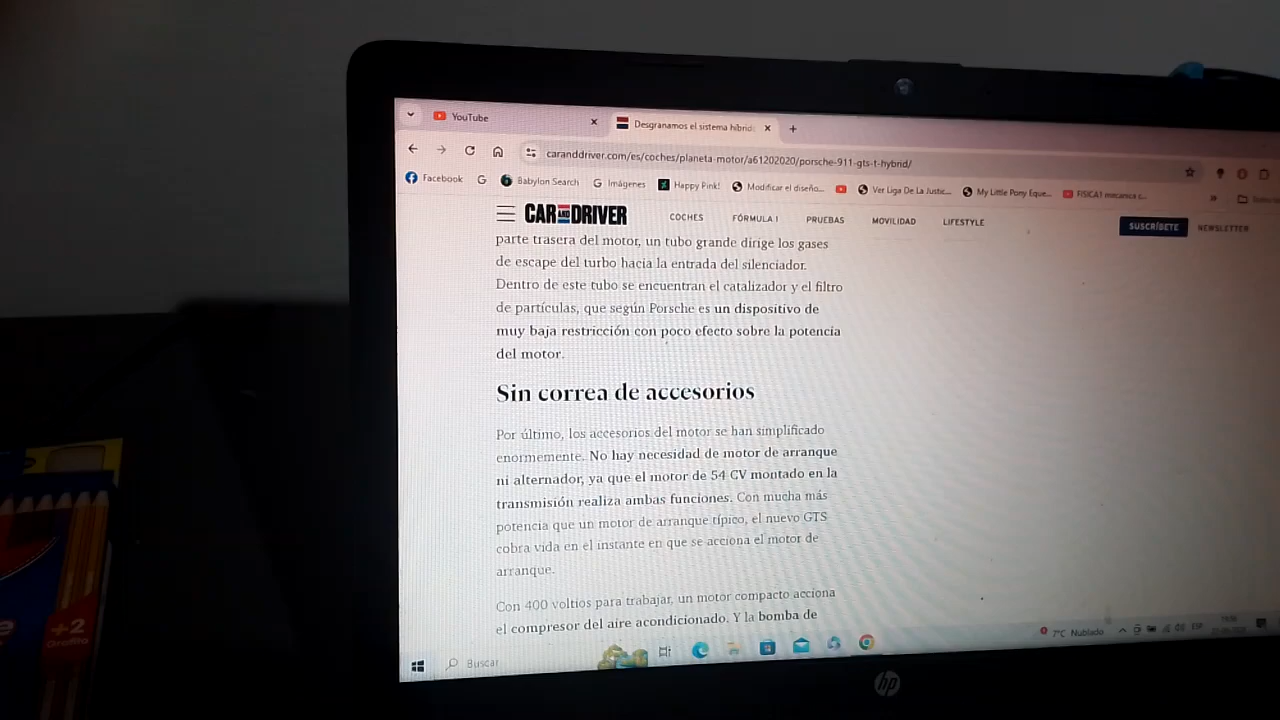 YouTube
Desgranamos el sistema híbrid
caranddriver.com/es/coches/planeta-motor/a61202020/porsche-911-gts-t-hybrid/
Facebook
Babylon Search
Imágenes
Happy Pink!
Modificar el diseño...
Ver Liga De La Justic...
My Little Pony Eque...
FISICA1 mecanica c...
CAR AND DRIVER
COCHES
FÓRMULA 1
PRUEBAS
MOVILIDAD
LIFESTYLE
SUSCRÍBETE
NEWSLETTER
parte trasera del motor, un tubo grande dirige los gases
de escape del turbo hacia la entrada del silenciador.
Dentro de este tubo se encuentran el catalizador y el filtro
de partículas, que según Porsche es un dispositivo de
muy baja restricción con poco efecto sobre la potencia
del motor.
Sin correa de accesorios
Por último, los accesorios del motor se han simplificado
enormemente. No hay necesidad de motor de arranque
ni alternador, ya que el motor de 54 CV montado en la
transmisión realiza ambas funciones. Con mucha más
potencia que un motor de arranque típico, el nuevo GTS
cobra vida en el instante en que se acciona el motor de
arranque.
Con 400 voltios para trabajar, un motor compacto acciona
el compresor del aire acondicionado. Y la bomba de
Buscar
7°C Nublado
ESP
hp
+2